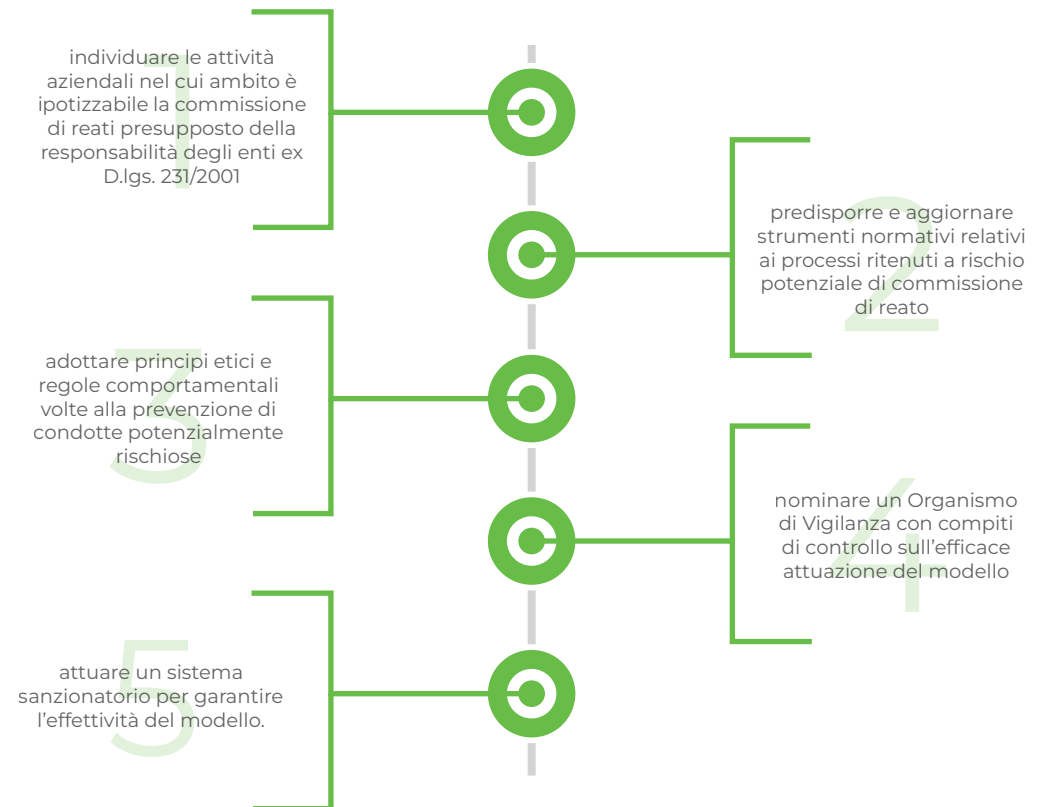 1
individuare le attività
aziendali nel cui ambito è
ipotizzabile la commissione
di reati presupposto della
responsabilità degli enti ex
D.lgs. 231/2001
2
predisporre e aggiornare
strumenti normativi relativi
ai processi ritenuti a rischio
potenziale di commissione
di reato
3
adottare principi etici e
regole comportamentali
volte alla prevenzione di
condotte potenzialmente
rischiose
4
nominare un Organismo
di Vigilanza con compiti
di controllo sull’efficace
attuazione del modello
5
attuare un sistema
sanzionatorio per garantire
l’effettività del modello.